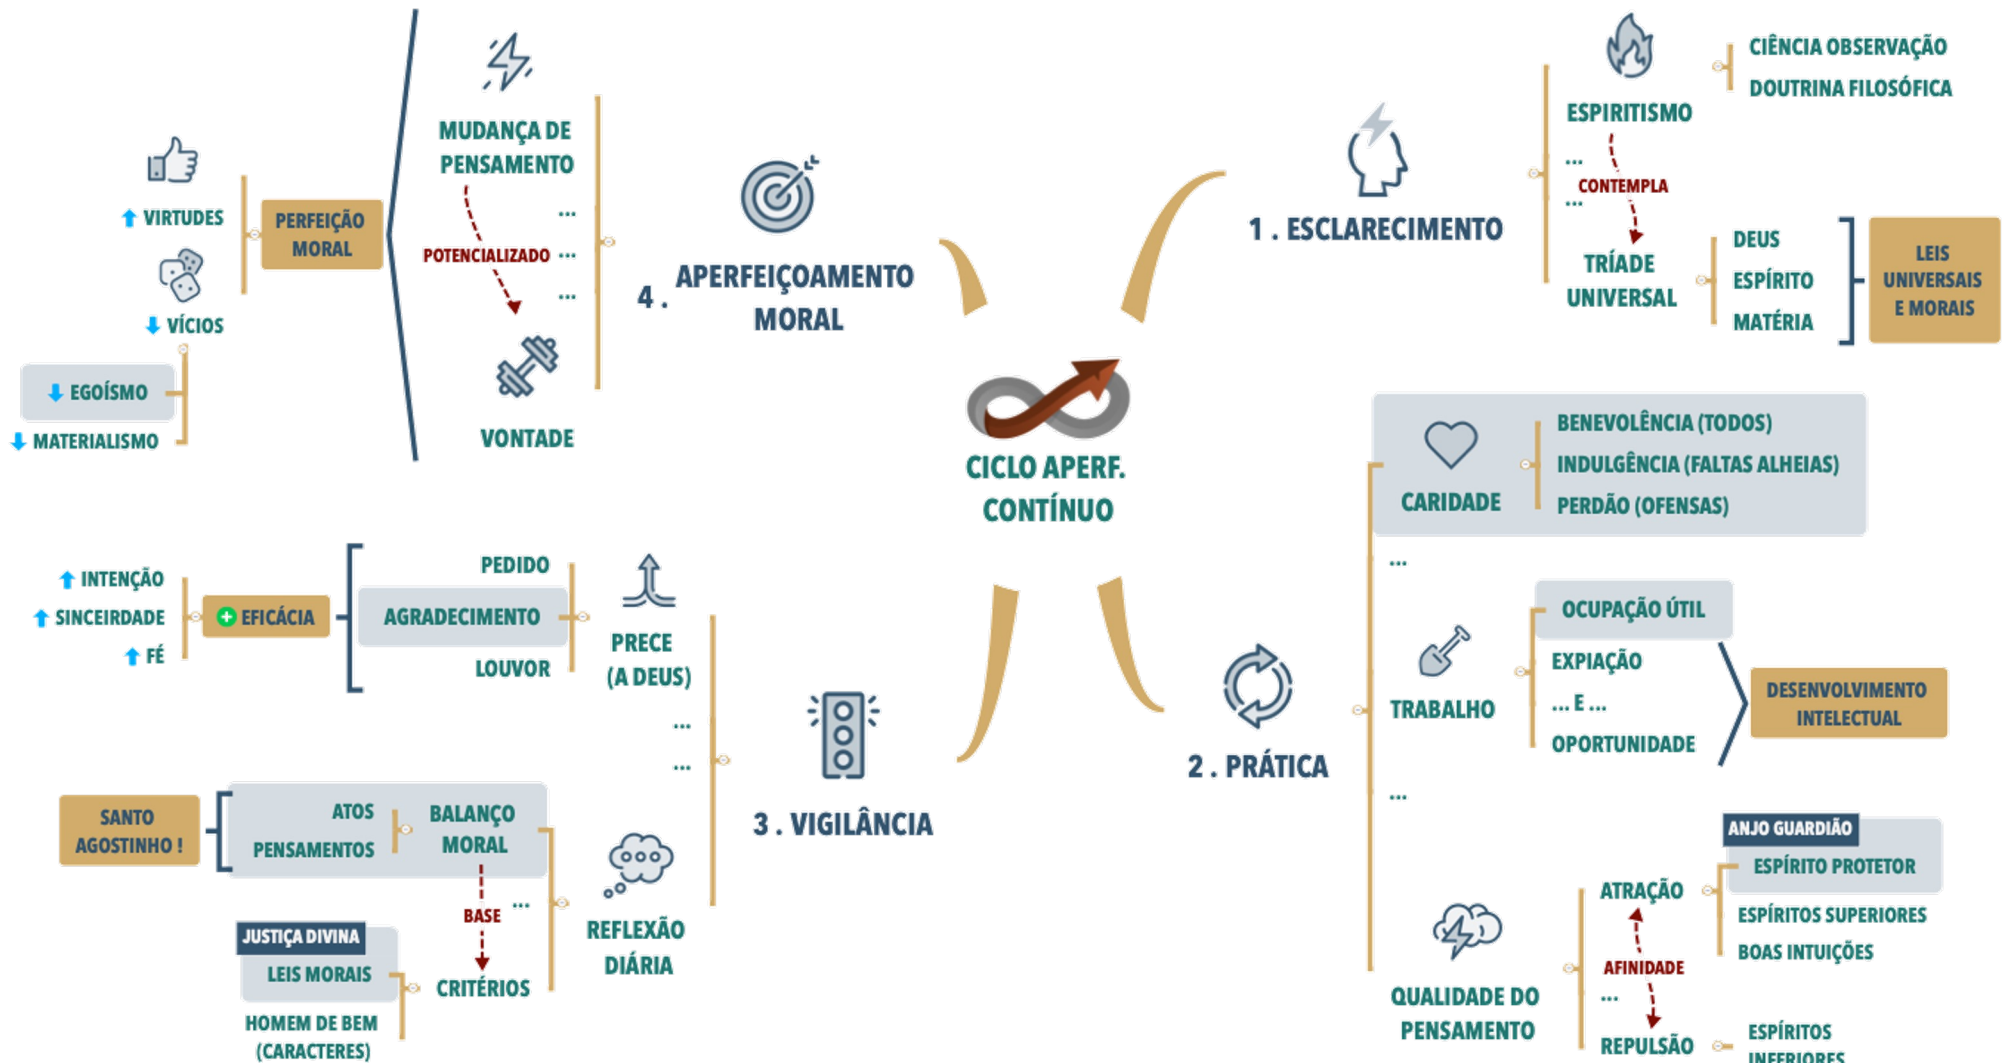 CICLO APERF.
CONTÍNUO
1 . ESCLARECIMENTO
ESPIRITISMO
CIÊNCIA OBSERVAÇÃO
DOUTRINA FILOSÓFICA
...
CONTEMPLA
...
TRÍADE
UNIVERSAL
DEUS
ESPÍRITO
MATÉRIA
LEIS
UNIVERSAIS
E MORAIS
2 . PRÁTICA
CARIDADE
BENEVOLÊNCIA (TODOS)
INDULGÊNCIA (FALTAS ALHEIAS)
PERDÃO (OFENSAS)
...
TRABALHO
OCUPAÇÃO ÚTIL
EXPIAÇÃO
... E ...
OPORTUNIDADE
DESENVOLVIMENTO
INTELECTUAL
...
QUALIDADE DO
PENSAMENTO
ATRAÇÃO
ANJO GUARDIÃO
ESPÍRITO PROTETOR
ESPÍRITOS SUPERIORES
BOAS INTUIÇÕES
AFINIDADE
...
REPULSÃO
ESPÍRITOS
INFERIORES
3 . VIGILÂNCIA
PRECE
(A DEUS)
PEDIDO
AGRADECIMENTO
LOUVOR
EFICÁCIA
INTENÇÃO
SINCEIRDADE
FÉ
...
...
REFLEXÃO
DIÁRIA
BALANÇO
MORAL
ATOS
PENSAMENTOS
SANTO
AGOSTINHO !
BASE
...
CRITÉRIOS
JUSTIÇA DIVINA
LEIS MORAIS
HOMEM DE BEM
(CARACTERES)
4 .
APERFEIÇOAMENTO
MORAL
MUDANÇA DE
PENSAMENTO
...
POTENCIALIZADO
...
...
VONTADE
PERFEIÇÃO
MORAL
VIRTUDES
VÍCIOS
EGOÍSMO
MATERIALISMO